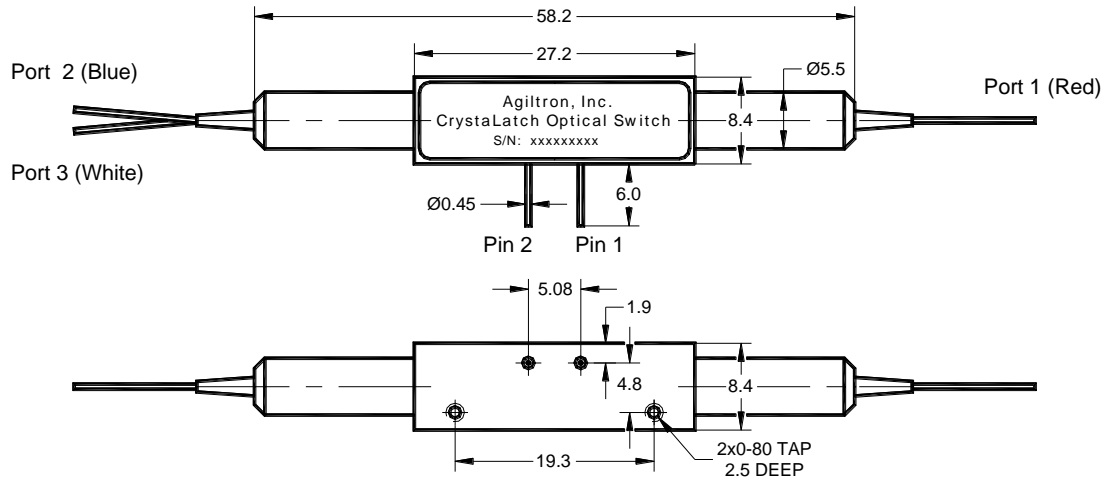 58.2
27.2
Port 2 (Blue)
Ø5.5
Port 1 (Red)
Agiltron, Inc.
CrystaLatch Optical Switch
S/N: xxxxxxxxx
8.4
Port 3 (White)
6.0
Ø0.45
Pin 2
Pin 1
5.08
1.9
4.8
8.4
19.3
2x0-80 TAP
2.5 DEEP